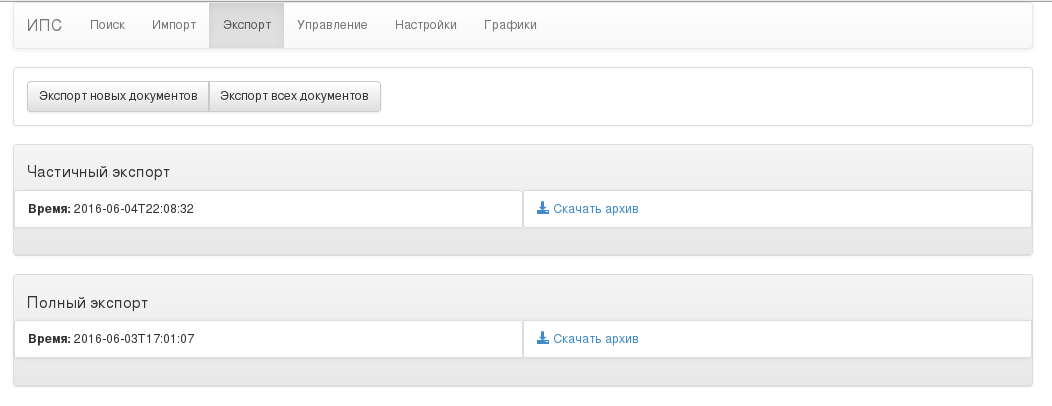 ИПС Поиск Импорт Экспорт Управление Настройки Графики
Экспорт новых документов Экспорт всех документов
Частичный экспорт
Время: 2016-06-04T22:08:32 Скачать архив
Полный экспорт
Время: 2016-06-03T17:01:07 Скачать архив